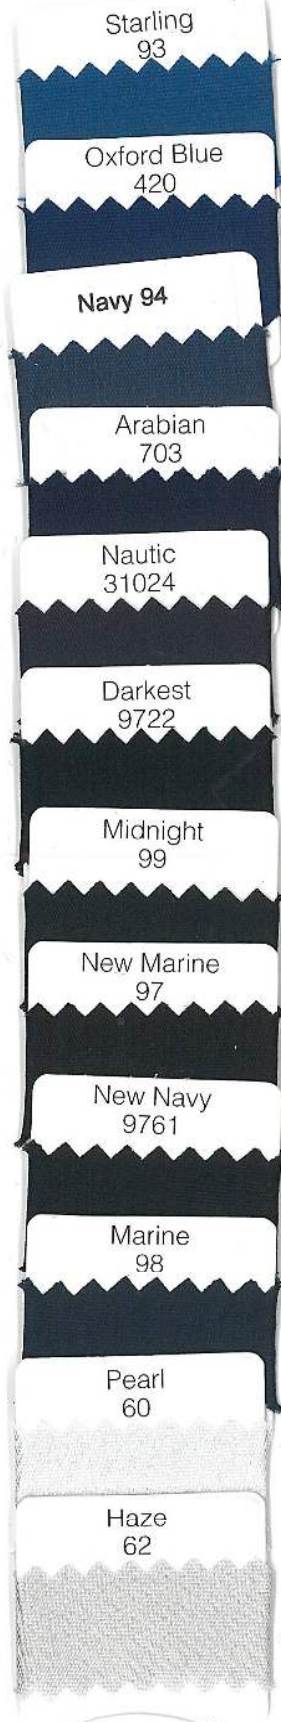 Starling
93
Oxford Blue
420
Navy 94
Arabian
703
Nautic
31024
Darkest
9722
Midnight
99
New Marine
97
New Navy
9761
Marine
98
Pearl
60
Haze
62